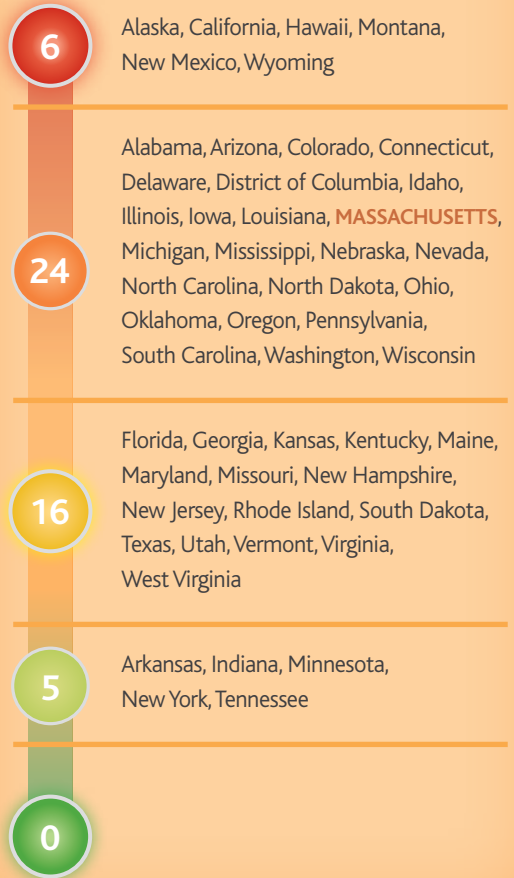 6
Alaska, California, Hawaii, Montana,
New Mexico, Wyoming
24
Alabama, Arizona, Colorado, Connecticut,
Delaware, District of Columbia, Idaho,
Illinois, Iowa, Louisiana, MASSACHUSETTS,
Michigan, Mississippi, Nebraska, Nevada,
North Carolina, North Dakota, Ohio,
Oklahoma, Oregon, Pennsylvania,
South Carolina, Washington, Wisconsin
16
Florida, Georgia, Kansas, Kentucky, Maine,
Maryland, Missouri, New Hampshire,
New Jersey, Rhode Island, South Dakota,
Texas, Utah, Vermont, Virginia,
West Virginia
5
Arkansas, Indiana, Minnesota,
New York, Tennessee
0